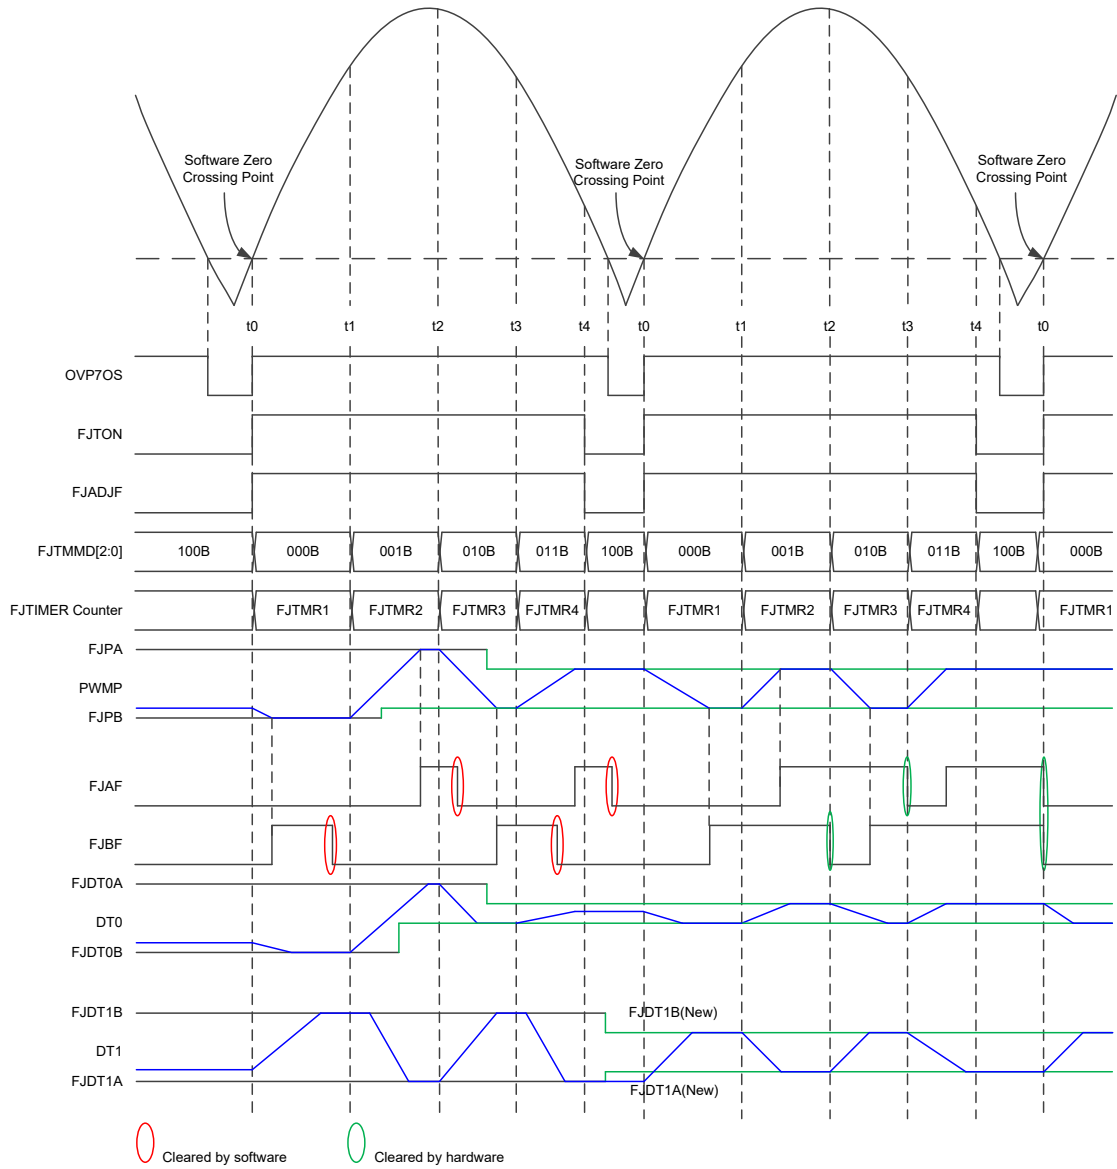 Software Zero
Crossing Point
Software Zero
Crossing Point
Software Zero
Crossing Point
t0 t1 t2 t3 t4 t0 t1 t2 t3 t4 t0
OVP7OS
FJTON
FJADJF
FJTMMD[2:0] 100B 000B 001B 010B 011B 100B 000B 001B 010B 011B 100B 000B
FJTIMER Counter FJTMR1 FJTMR2 FJTMR3 FJTMR4 FJTMR1 FJTMR2 FJTMR3 FJTMR4 FJTMR1
FJPA
PWMP
FJPB
FJAF
FJBF
FJDT0A
DT0
FJDT0B
FJDT1B FJDT1B(New)
DT1
FJDT1A FJDT1A(New)
Cleared by software Cleared by hardware